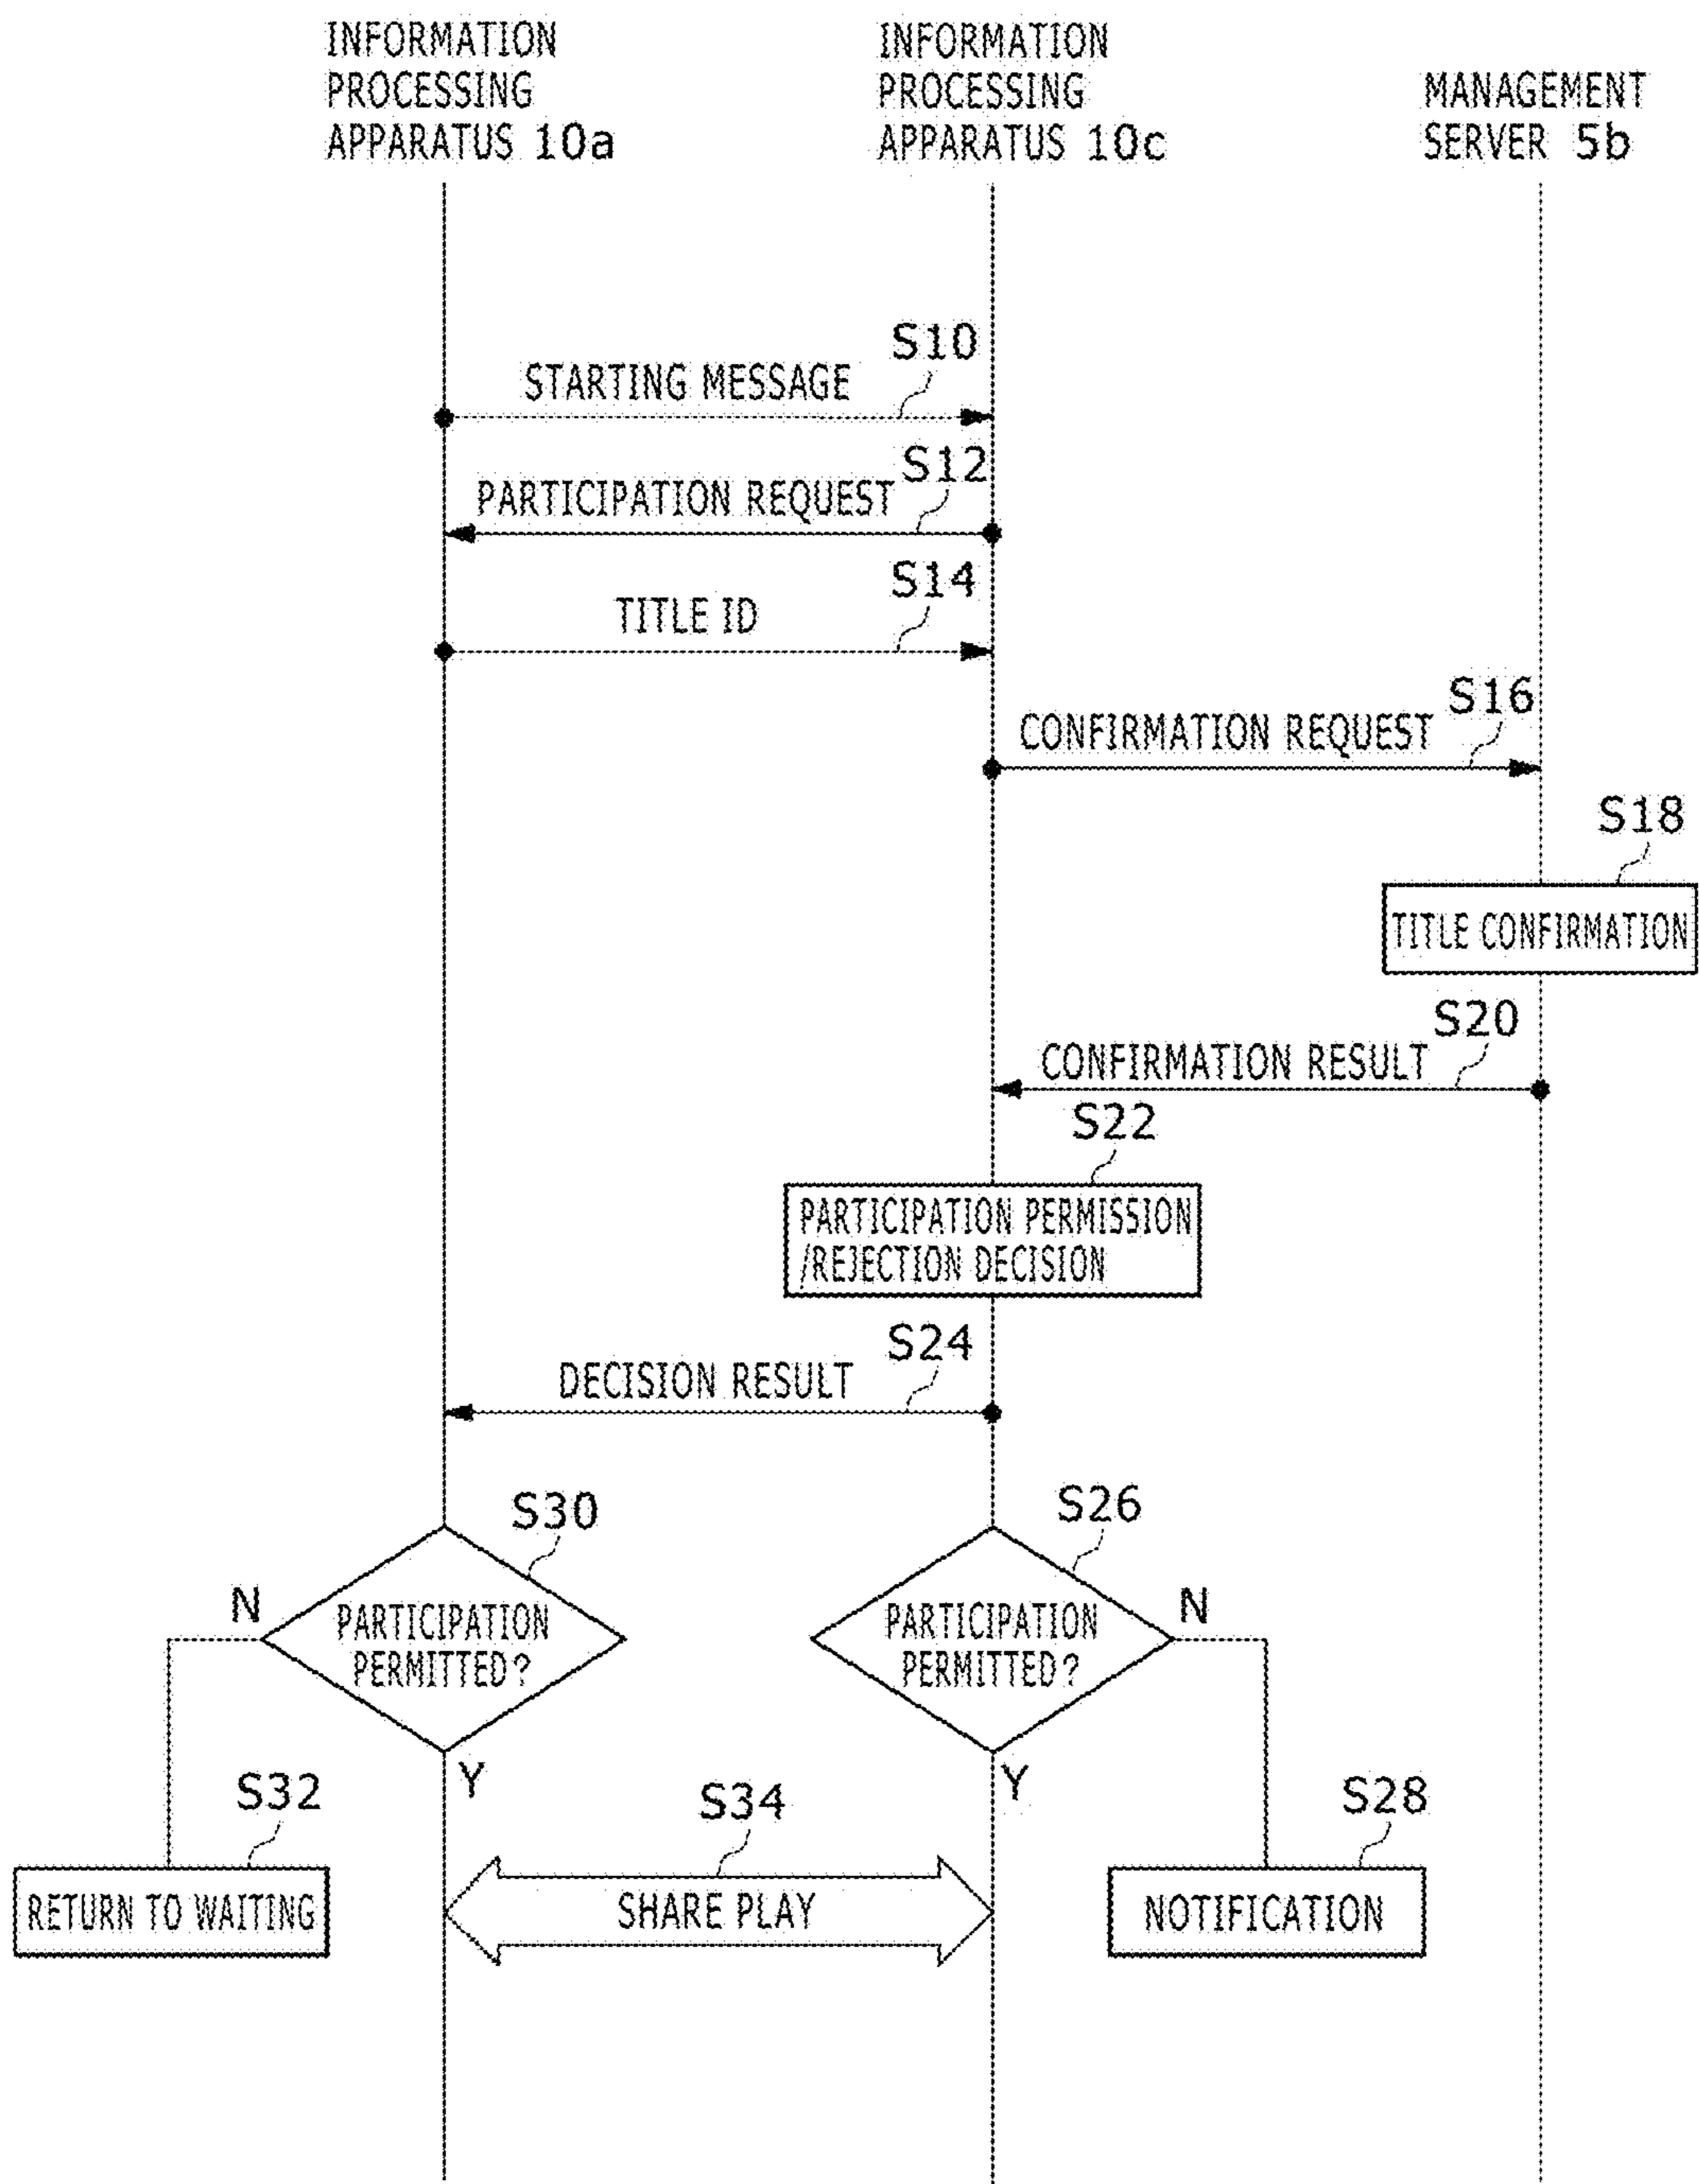 INFORMATION
PROCESSING
APPARATUS 10a
INFORMATION
PROCESSING
APPARATUS 10c
MANAGEMENT
SERVER 5b
S10
STARTING MESSAGE
S12
PARTICIPATION REQUEST
S14
TITLE ID
S16
CONFIRMATION REQUEST
S18
TITLE CONFIRMATION
S20
CONFIRMATION RESULT
S22
PARTICIPATION PERMISSION
/REJECTION DECISION
S24
DECISION RESULT
S30
N
PARTICIPATION
PERMITTED?
Y
S26
PARTICIPATION
PERMITTED?
N
Y
S32
RETURN TO WAITING
S34
SHARE PLAY
S28
NOTIFICATION